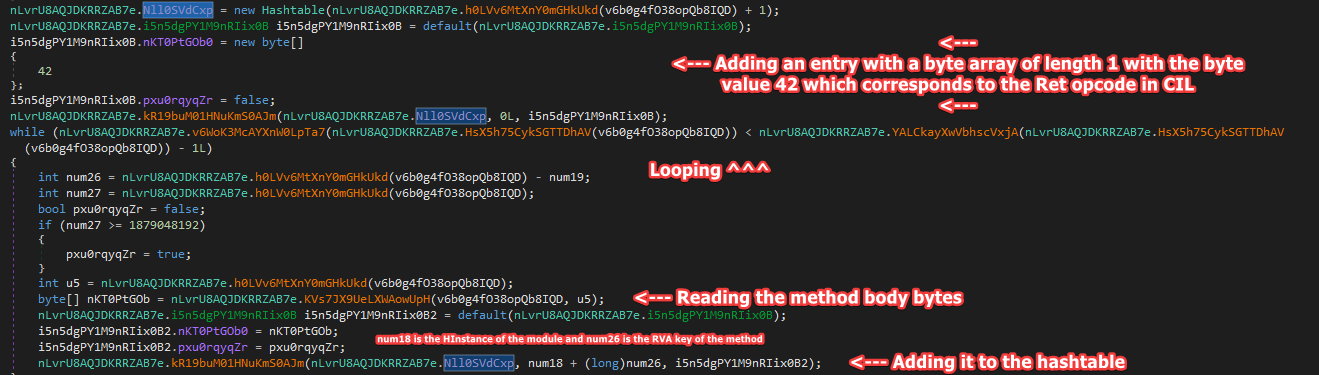 nLvrU8AQJDKRRZAB7e.Nll0SVdCxp = new Hashtable(nLvrU8AQJDKRRZAB7e.h0LVv6MtXnY0mGHkUkd(v6b0g4fO38opQb8IQD) + 1);
nLvrU8AQJDKRRZAB7e.i5n5dgPY1M9nRIix0B i5n5dgPY1M9nRIix0B = default(nLvrU8AQJDKRRZAB7e.i5n5dgPY1M9nRIix0B);
i5n5dgPY1M9nRIix0B.nKT0PtGOb0 = new byte[]
<---
{
<--- Adding an entry with a byte array of length 1 with the byte
42
value 42 which corresponds to the Ret opcode in CIL
};
i5n5dgPY1M9nRIix0B.pxu0rqyqZr = false;
<---
nLvrU8AQJDKRRZAB7e.kR19buM01HNuKmS0AJm(nLvrU8AQJDKRRZAB7e.Nll0SVdCxp, 0L, i5n5dgPY1M9nRIix0B);
while (nLvrU8AQJDKRRZAB7e.v6WoK3McAYXnW0LpTa7(nLvrU8AQJDKRRZAB7e.HsX5h75CykSGTTDhAV(v6b0g4fO38opQb8IQD)) < nLvrU8AQJDKRRZAB7e.YALCkayXwVbhscVxjA(nLvrU8AQJDKRRZAB7e.HsX5h75CykSGTTDhAV
(v6b0g4fO38opQb8IQD)) - 1L)
{
Looping ^^^
int num26 = nLvrU8AQJDKRRZAB7e.h0LVv6MtXnY0mGHkUkd(v6b0g4fO38opQb8IQD) - num19;
int num27 = nLvrU8AQJDKRRZAB7e.h0LVv6MtXnY0mGHkUkd(v6b0g4fO38opQb8IQD);
bool pxu0rqyqZr = false;
if (num27 >= 1879048192)
{
pxu0rqyqZr = true;
}
int u5 = nLvrU8AQJDKRRZAB7e.h0LVv6MtXnY0mGHkUkd(v6b0g4fO38opQb8IQD);
byte[] nKT0PtGOb = nLvrU8AQJDKRRZAB7e.KVs7JX9UeLXWAowUpH(v6b0g4fO38opQb8IQD, u5);
<--- Reading the method body bytes
nLvrU8AQJDKRRZAB7e.i5n5dgPY1M9nRIix0B i5n5dgPY1M9nRIix0B2 = default(nLvrU8AQJDKRRZAB7e.i5n5dgPY1M9nRIix0B);
i5n5dgPY1M9nRIix0B2.nKT0PtGOb0 = nKT0PtGOb;
num18 is the HInstance of the module and num26 is the RVA key of the method
i5n5dgPY1M9nRIix0B2.pxu0rqyqZr = pxu0rqyqZr;
nLvrU8AQJDKRRZAB7e.kR19buM01HNuKmS0AJm(nLvrU8AQJDKRRZAB7e.Nll0SVdCxp, num18 + (long)num26, i5n5dgPY1M9nRIix0B2);
<--- Adding it to the hashtable